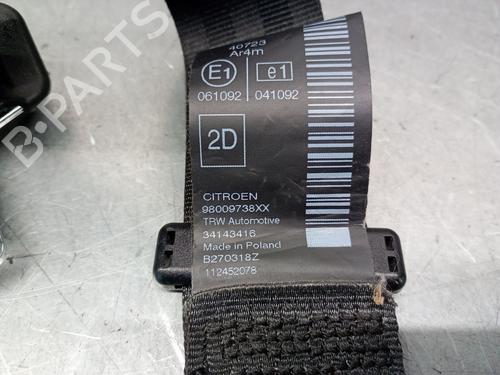 40723
Ar4m
E1 e1
061092 041092
2D
CITROEN
98009738XX
TRW Automotive
34143416
Made in Poland
B270318Z
112452078
B-PARTS